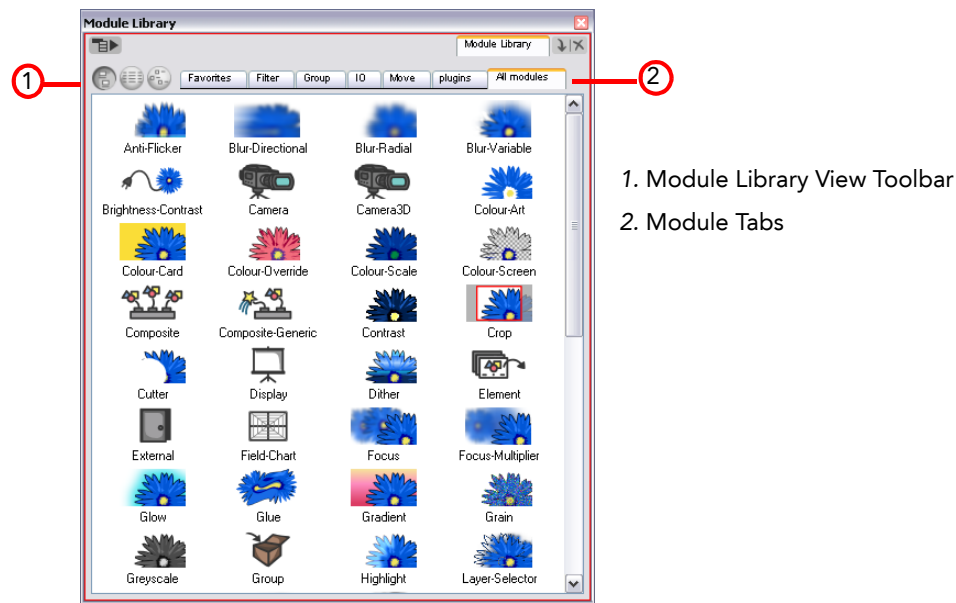 Module Library
Module Library
1
Favorites Filter Group IO Move plugins All modules
2
Anti-Flicker Blur-Directional Blur-Radial Blur-Variable
Brightness-Contrast Camera Camera3D Colour-Art
Colour-Card Colour-Override Colour-Scale Colour-Screen
Composite Composite-Generic Contrast Crop
Cutter Display Dither Element
External Field-Chart Focus Focus-Multiplier
Glow Glue Gradient Grain
Greyscale Group Highlight Layer-Selector
1. Module Library View Toolbar
2. Module Tabs